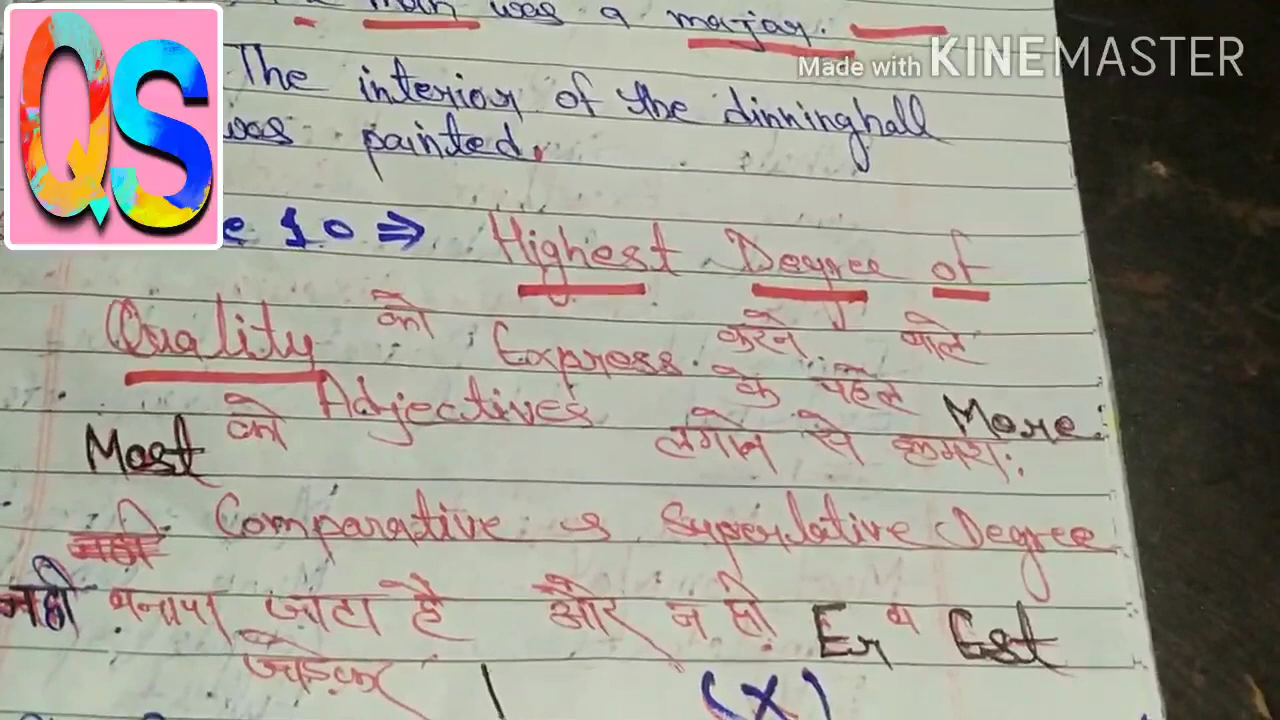 man was a major.
Made with KINEMASTER
QS
The interior of the dinninghall
was painted.
e 10 ⇒ Highest Degree of
Quality को Express करने वाले
Adjectives के पहले More
Most को लगाने से क्रमश:
Comparative व Superlative Degree
नही बनाया जाता है और न ही Er व Est
जोड़कर
(X)